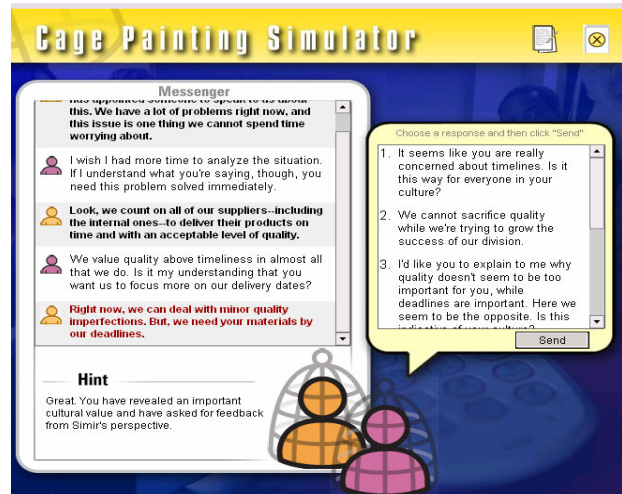 Cage Painting Simulator
Messenger
has appointed someone to speak to us about
this. We have a lot of problems right now, and
this issue is one thing we cannot spend time
worrying about.
I wish I had more time to analyze the situation.
If I understand what you're saying, though, you
need this problem solved immediately.
Look, we count on all of our suppliers--including
the internal ones--to deliver their products on
time and with an acceptable level of quality.
We value quality above timeliness in almost all
that we do. Is it my understanding that you
want us to focus more on our delivery dates?
Right now, we can deal with minor quality
imperfections. But, we need your materials by
our deadlines.
Hint
Great. You have revealed an important
cultural value and have asked for feedback
from Simir's perspective.
Choose a response and then click "Send"
1. It seems like you are really
concerned about timelines. Is it
this way for everyone in your
culture?
2. We cannot sacrifice quality
while we're trying to grow the
success of our division.
3. I'd like you to explain to me why
quality doesn't seem to be too
important for you, while
deadlines are important. Here we
seem to be the opposite. Is this
indicative of your culture?
Send